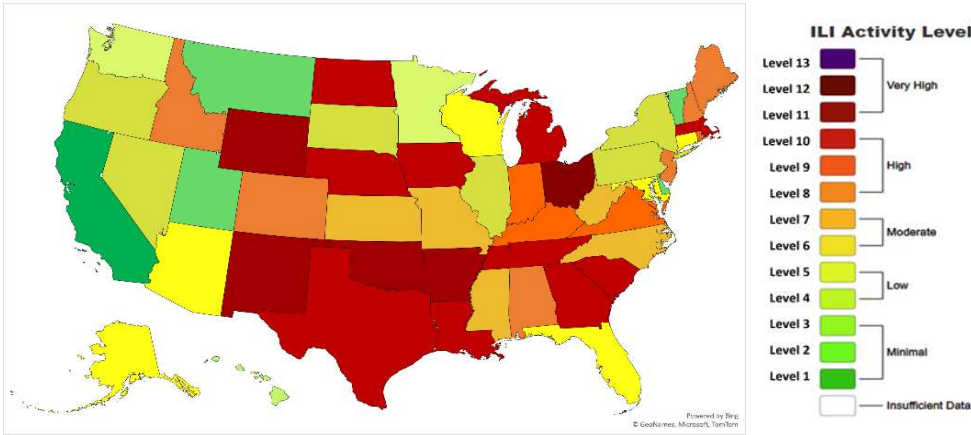 ILI Activity Level
Level 13
Level 12
Very High
Level 11
Level 10
Level 9
High
Level 8
Level 7
Moderate
Level 6
Level 5
Low
Level 4
Level 3
Level 2
Minimal
Level 1
Insufficient Data
Powered by Bing
© GeoNames, Microsoft, TomTom